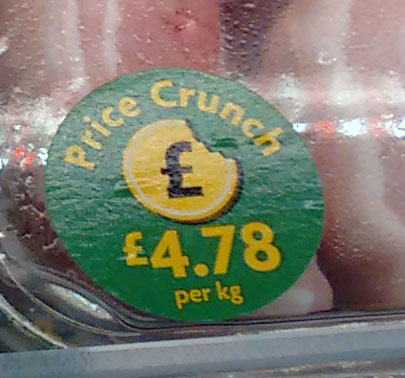 Price Crunch
£
£4.78
per kg